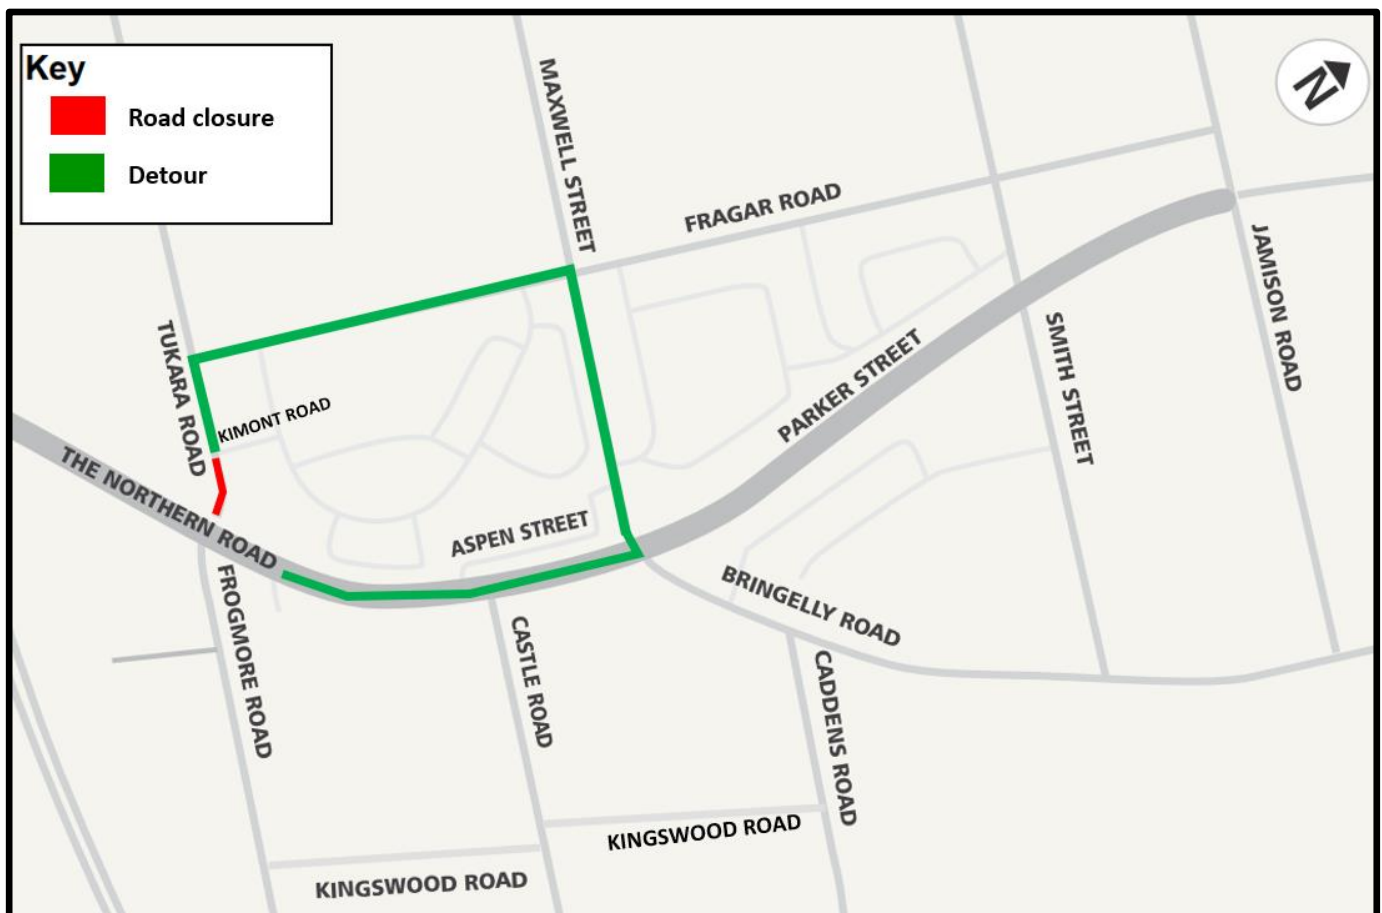 Key
Road closure
Detour
N
MAXWELL STREET
FRAGAR ROAD
JAMISON ROAD
TUKARA ROAD
KIMONT ROAD
PARKER STREET
SMITH STREET
THE NORTHERN ROAD
ASPEN STREET
FROGMORE ROAD
BRINGELLY ROAD
CASTLE ROAD
CADDENS ROAD
KINGSWOOD ROAD
KINGSWOOD ROAD